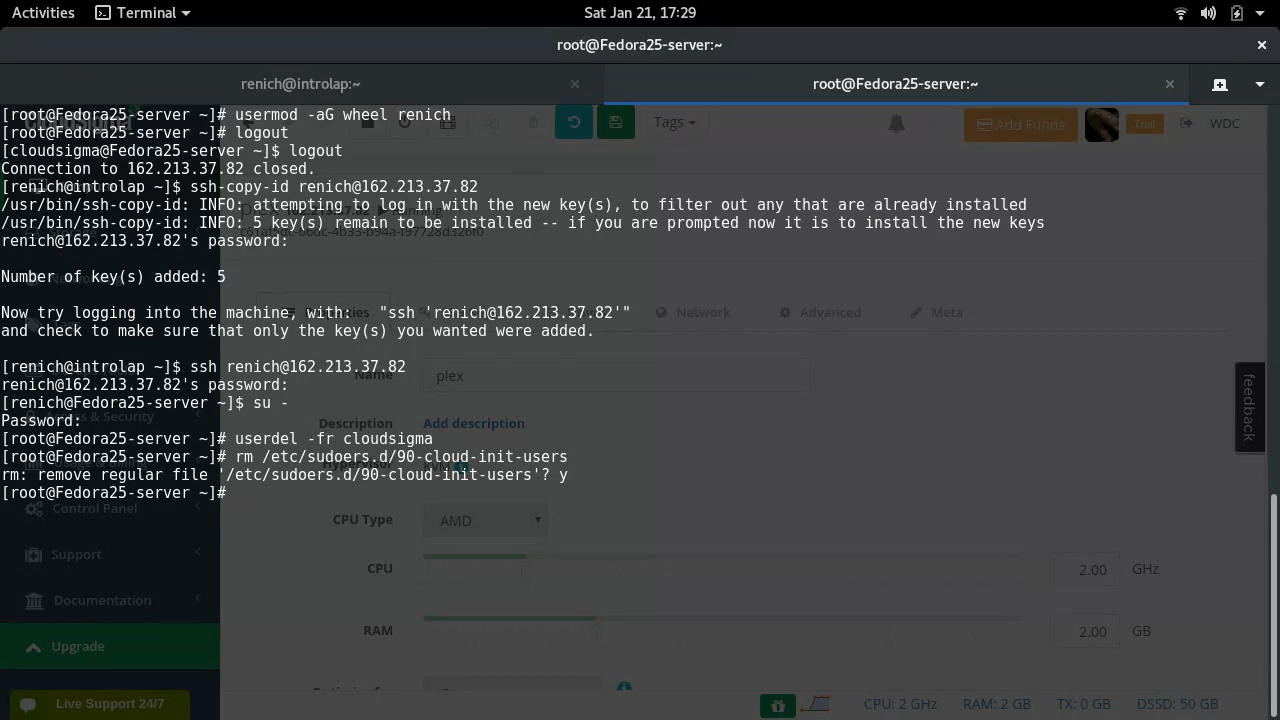 Activities
Terminal
Sat Jan 21, 17:29
root@Fedora25-server:~
renich@introlap:~
root@Fedora25-server:~
[root@Fedora25-server ~]# usermod -aG wheel renich
[root@Fedora25-server ~]# logout
[cloudsigma@Fedora25-server ~]$ logout
Connection to 162.213.37.82 closed.
[renich@introlap ~]$ ssh-copy-id renich@162.213.37.82
/usr/bin/ssh-copy-id: INFO: attempting to log in with the new key(s), to filter out any that are already installed
/usr/bin/ssh-copy-id: INFO: 5 key(s) remain to be installed -- if you are prompted now it is to install the new keys
renich@162.213.37.82's password:
Number of key(s) added: 5
Now try logging into the machine, with:   "ssh 'renich@162.213.37.82'"
and check to make sure that only the key(s) you wanted were added.
[renich@introlap ~]$ ssh renich@162.213.37.82
renich@162.213.37.82's password:
[renich@Fedora25-server ~]$ su -
Password:
[root@Fedora25-server ~]# userdel -fr cloudsigma
[root@Fedora25-server ~]# rm /etc/sudoers.d/90-cloud-init-users
rm: remove regular file '/etc/sudoers.d/90-cloud-init-users'? y
[root@Fedora25-server ~]#
Tags
Add Funds
Trial
WDC
Properties
Network
Advanced
Meta
Name
plex
Description
Add description
Hypervisor
KVM
CPU Type
AMD
CPU
2.00
GHz
RAM
2.00
GB
feedback
Access & Security
Control Panel
Support
Documentation
Upgrade
Live Support 24/7
CPU: 2 GHz
RAM: 2 GB
TX: 0 GB
DSSD: 50 GB